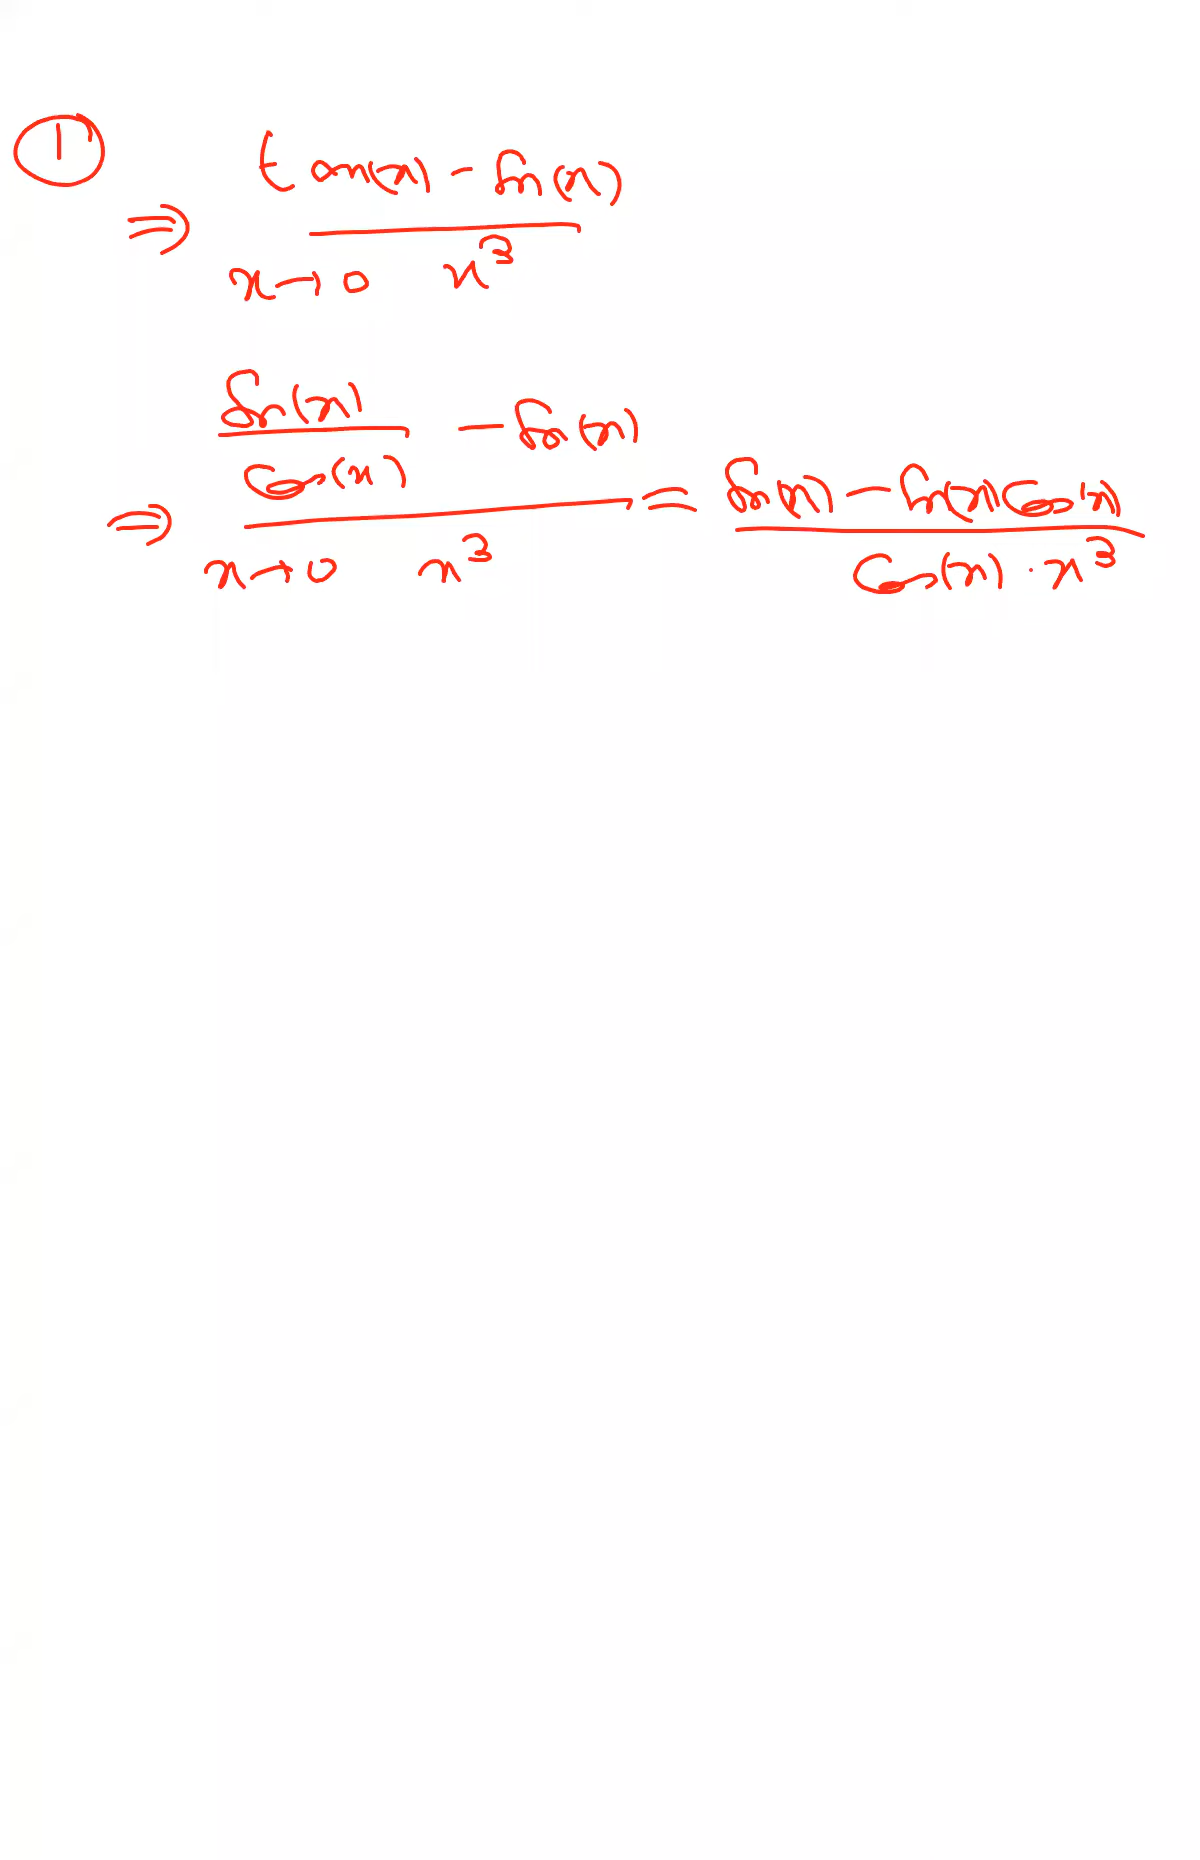 1
⇒ tan(x) - sin(x)
x→0 x³
sin(x)
cos(x) - sin(x)
⇒ = sin(x) - sin(x) cos(x)
x→0 x³ cos(x) · x³